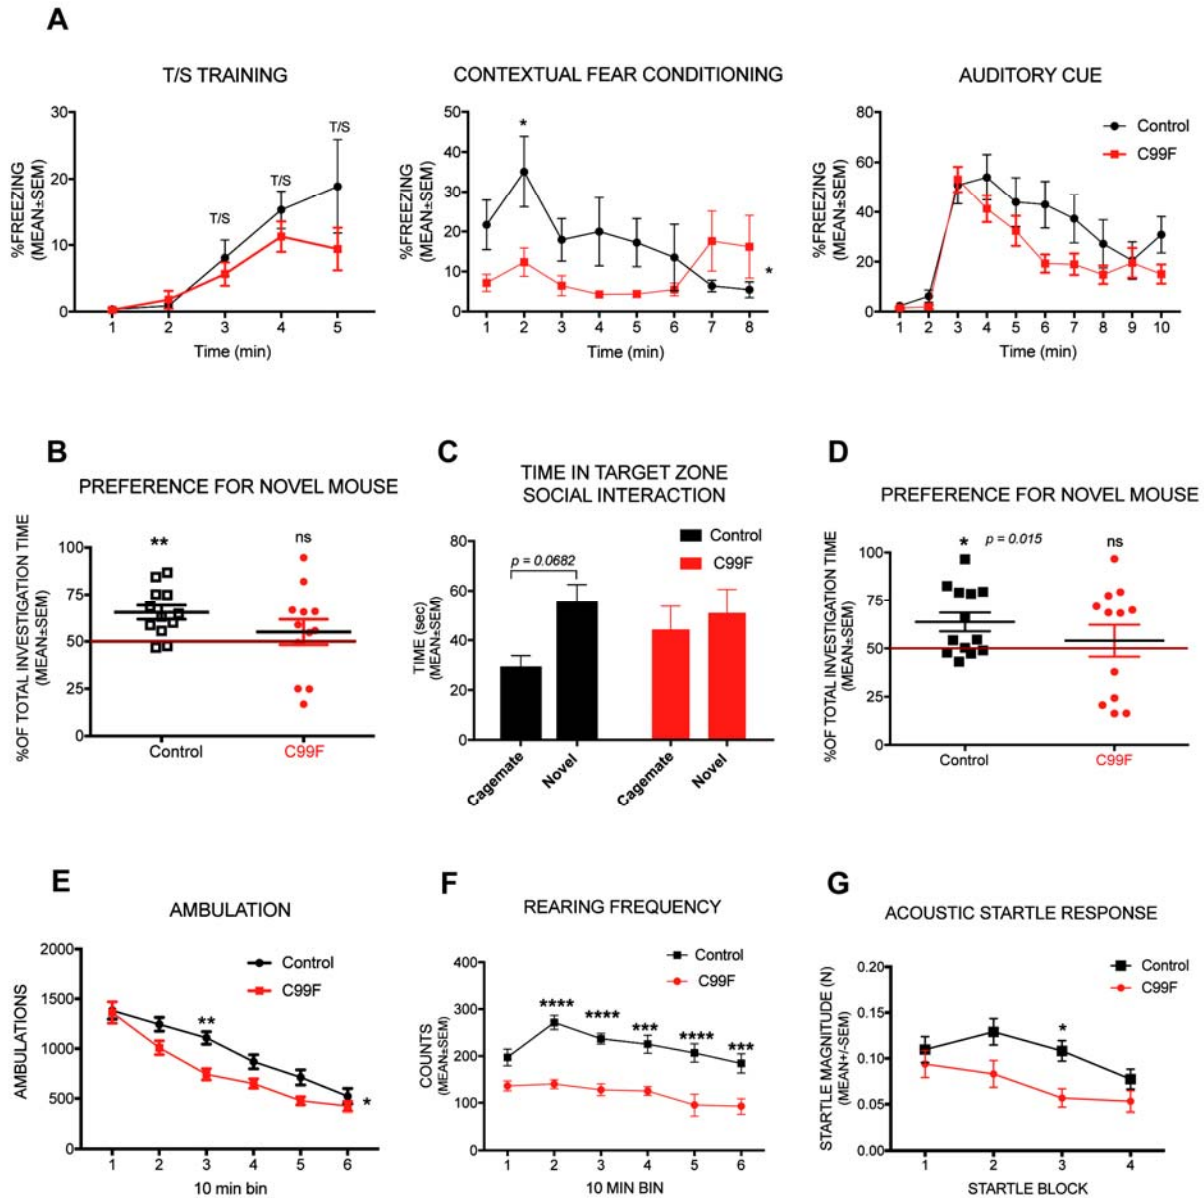 A
T/S TRAINING
%FREEZING
(MEAN±SEM)
30
20
10
0
T/S
T/S
T/S
1 2 3 4 5
Time (min)
CONTEXTUAL FEAR CONDITIONING
%FREEZING
(MEAN±SEM)
50
40
30
20
10
0
*
*
1 2 3 4 5 6 7 8
Time (min)
AUDITORY CUE
%FREEZING
(MEAN±SEM)
80
60
40
20
0
Control
C99F
1 2 3 4 5 6 7 8 9 10
Time (min)
B
PREFERENCE FOR NOVEL MOUSE
%OF TOTAL INVESTIGATION TIME
(MEAN±SEM)
100
75
50
25
0
**
ns
Control C99F
C
TIME IN TARGET ZONE
SOCIAL INTERACTION
TIME (sec)
(MEAN±SEM)
80
60
40
20
0
Control
C99F
p = 0.0682
Cagemate Novel Cagemate Novel
D
PREFERENCE FOR NOVEL MOUSE
%OF TOTAL INVESTIGATION TIME
(MEAN±SEM)
100
75
50
25
0
* p = 0.015
ns
Control C99F
E
AMBULATION
AMBULATIONS
2000
1500
1000
500
0
Control
C99F
**
*
1 2 3 4 5 6
10 min bin
F
REARING FREQUENCY
COUNTS
(MEAN±SEM)
400
300
200
100
0
Control
C99F
**** **** *** **** ***
1 2 3 4 5 6
10 MIN BIN
G
ACOUSTIC STARTLE RESPONSE
STARTLE MAGNITUDE (N)
(MEAN+/-SEM)
0.20
0.15
0.10
0.05
0.00
Control
C99F
*
1 2 3 4
STARTLE BLOCK